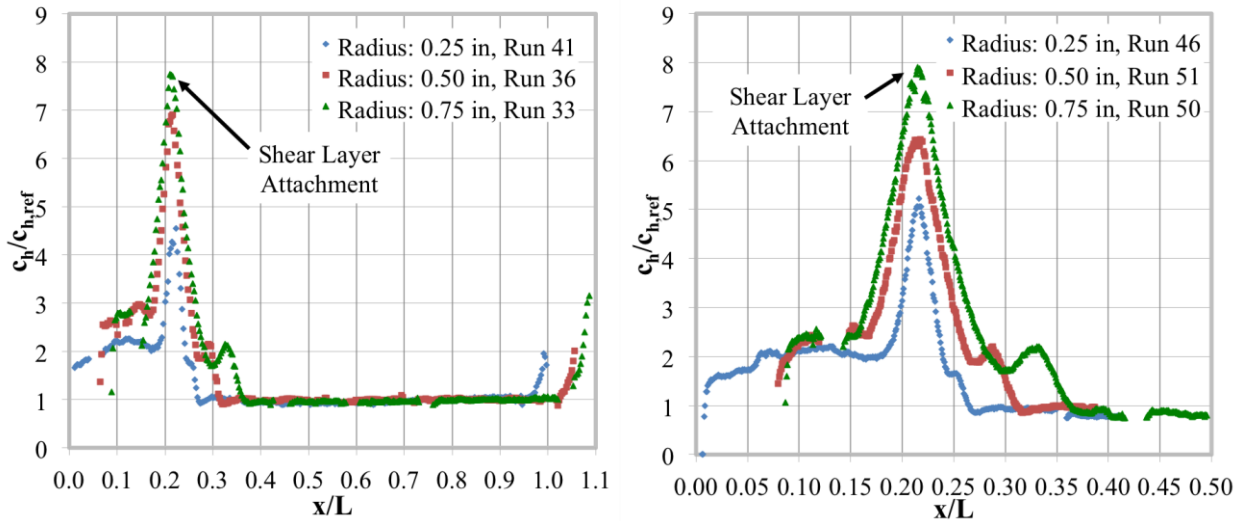 9
8
7
6
5
4
3
2
1
0
c_h/c_h,ref
Radius: 0.25 in, Run 41
Radius: 0.50 in, Run 36
Radius: 0.75 in, Run 33
Shear Layer
Attachment
0.0 0.1 0.2 0.3 0.4 0.5 0.6 0.7 0.8 0.9 1.0 1.1
x/L
9
8
7
6
5
4
3
2
1
0
c_h/c_h,ref
Radius: 0.25 in, Run 46
Radius: 0.50 in, Run 51
Radius: 0.75 in, Run 50
Shear Layer
Attachment
0.00 0.05 0.10 0.15 0.20 0.25 0.30 0.35 0.40 0.45 0.50
x/L